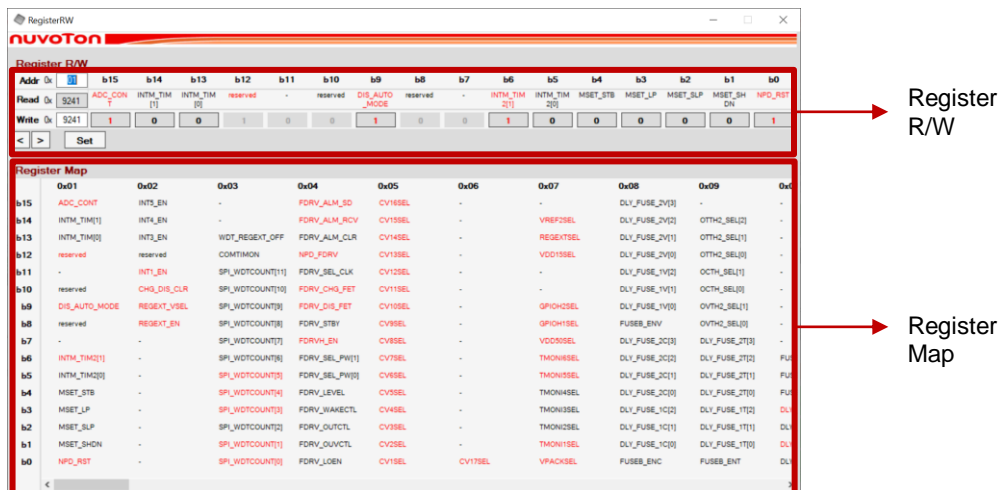 RegisterRW
nuvoTon
Register R/W
Addr 0x 01 b15 b14 b13 b12 b11 b10 b9 b8 b7 b6 b5 b4 b3 b2 b1 b0
Read 0x 9241 ADC_CONT INTM_TIM[1] INTM_TIM[0] reserved - reserved DIS_AUTO_MODE reserved - INTM_TIM2[1] INTM_TIM2[0] MSET_STB MSET_LP MSET_SLP MSET_SHDN NPD_RST
Write 0x 9241 1 0 0 1 0 0 1 0 0 1 0 0 0 0 0 1
< > Set
Register R/W
Register Map
0x01 0x02 0x03 0x04 0x05 0x06 0x07 0x08 0x09 0x0
b15 ADC_CONT INT5_EN - FDRV_ALM_SD CV16SEL - - DLY_FUSE_2V[3] - -
b14 INTM_TIM[1] INT4_EN - FDRV_ALM_RCV CV15SEL - VREF2SEL DLY_FUSE_2V[2] OTTH2_SEL[2] -
b13 INTM_TIM[0] INT3_EN WDT_REGEXT_OFF FDRV_ALM_CLR CV14SEL - REGEXTSEL DLY_FUSE_2V[1] OTTH2_SEL[1] -
b12 reserved reserved COMTIMON NPD_FDRV CV13SEL - VDD15SEL DLY_FUSE_2V[0] OTTH2_SEL[0] -
b11 - INT1_EN SPI_WDTCOUNT[11] FDRV_SEL_CLK CV12SEL - - DLY_FUSE_1V[2] OCTH_SEL[1] -
b10 reserved CHG_DIS_CLR SPI_WDTCOUNT[10] FDRV_CHG_FET CV11SEL - - DLY_FUSE_1V[1] OCTH_SEL[0] -
b9 DIS_AUTO_MODE REGEXT_VSEL SPI_WDTCOUNT[9] FDRV_DIS_FET CV10SEL - GPIOH2SEL DLY_FUSE_1V[0] OVTH2_SEL[1] -
b8 reserved REGEXT_EN SPI_WDTCOUNT[8] FDRV_STBY CV9SEL - GPIOH1SEL FUSEB_ENV OVTH2_SEL[0] -
b7 - - SPI_WDTCOUNT[7] FDRVH_EN CV8SEL - VDD50SEL DLY_FUSE_2C[3] DLY_FUSE_2T[3] -
b6 INTM_TIM2[1] - SPI_WDTCOUNT[6] FDRV_SEL_PW[1] CV7SEL - TMONI6SEL DLY_FUSE_2C[2] DLY_FUSE_2T[2] FUS
b5 INTM_TIM2[0] - SPI_WDTCOUNT[5] FDRV_SEL_PW[0] CV6SEL - TMONI5SEL DLY_FUSE_2C[1] DLY_FUSE_2T[1] FUS
b4 MSET_STB - SPI_WDTCOUNT[4] FDRV_LEVEL CV5SEL - TMONI4SEL DLY_FUSE_2C[0] DLY_FUSE_2T[0] FUS
b3 MSET_LP - SPI_WDTCOUNT[3] FDRV_WAKECTL CV4SEL - TMONI3SEL DLY_FUSE_1C[2] DLY_FUSE_1T[2] DLY
b2 MSET_SLP - SPI_WDTCOUNT[2] FDRV_OUTCTL CV3SEL - TMONI2SEL DLY_FUSE_1C[1] DLY_FUSE_1T[1] DLY
b1 MSET_SHDN - SPI_WDTCOUNT[1] FDRV_OUVCTL CV2SEL - TMONI1SEL DLY_FUSE_1C[0] DLY_FUSE_1T[0] DLY
b0 NPD_RST - SPI_WDTCOUNT[0] FDRV_LOEN CV1SEL CV17SEL VPACKSEL FUSEB_ENC FUSEB_ENT DLY
Register Map